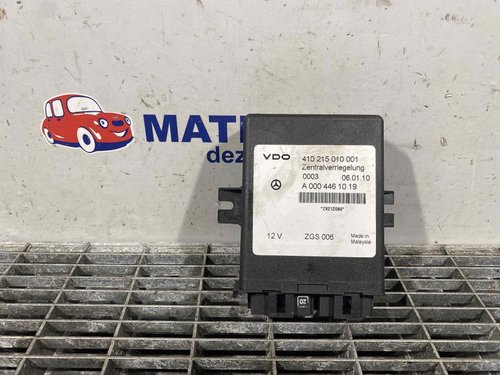 MATE
dez
VDO
410 215 010 001
Zentralverriegelung
0003 06.01.10
A 000 446 10 19
12 V
ZGS 006
Made in
Malaysia
20